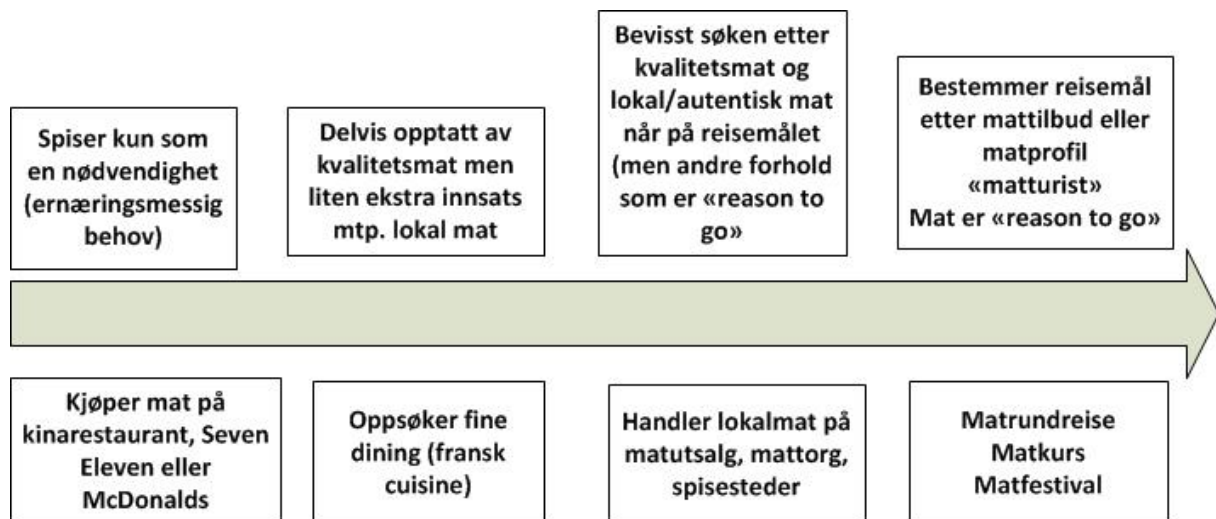 Spiser kun som
en nødvendighet
(ernæringsmessig
behov)
Delvis opptatt av
kvalitetsmat men
liten ekstra innsats
mtp. lokal mat
Bevisst søken etter
kvalitetsmat og
lokal/autentisk mat
når på reisemålet
(men andre forhold
som er «reason to
go»
Bestemmer reisemål
etter mattilbud eller
matprofil
«matturist»
Mat er «reason to go»
Kjøper mat på
kinarestaurant, Seven
Eleven eller
McDonalds
Oppsøker fine
dining (fransk
cuisine)
Handler lokalmat på
matutsalg, mattorg,
spisesteder
Matrundreise
Matkurs
Matfestival